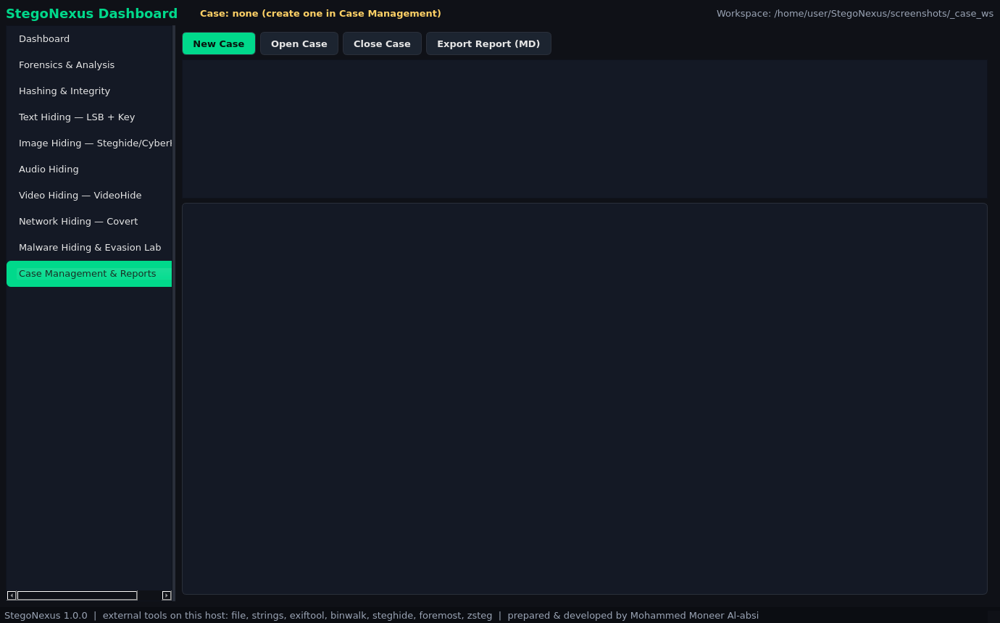 StegoNexus Dashboard
Case: none (create one in Case Management)
Workspace: /home/user/StegoNexus/screenshots/_case_ws
Dashboard
Forensics & Analysis
Hashing & Integrity
Text Hiding — LSB + Key
Image Hiding — Steghide/Cyber
Audio Hiding
Video Hiding — VideoHide
Network Hiding — Covert
Malware Hiding & Evasion Lab
Case Management & Reports
New Case
Open Case
Close Case
Export Report (MD)
StegoNexus 1.0.0 | external tools on this host: file, strings, exiftool, binwalk, steghide, foremost, zsteg | prepared & developed by Mohammed Moneer Al-absi